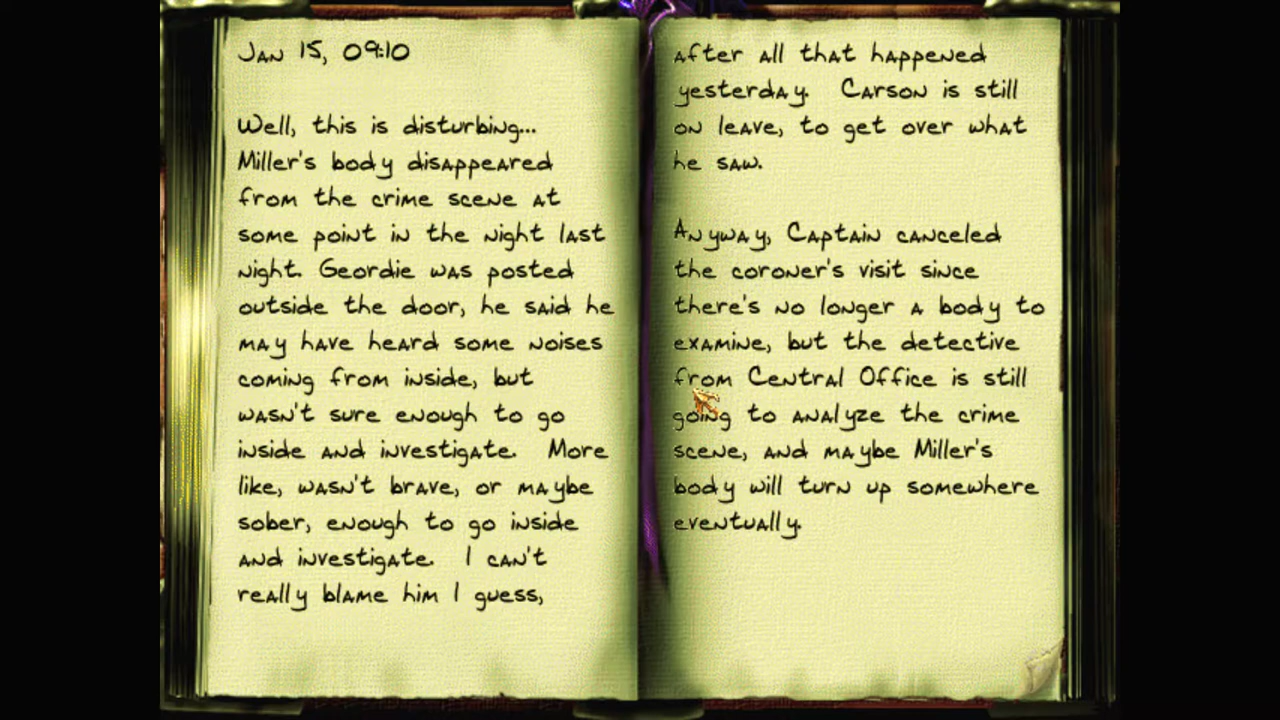 Jan 15, 09:10
Well, this is disturbing...
Miller's body disappeared
from the crime scene at
some point in the night last
night. Geordie was posted
outside the door, he said he
may have heard some noises
coming from inside, but
wasn't sure enough to go
inside and investigate. More
like, wasn't brave, or maybe
sober, enough to go inside
and investigate. I can't
really blame him I guess,
after all that happened
yesterday. Carson is still
on leave, to get over what
he saw.
Anyway, Captain canceled
the coroner's visit since
there's no longer a body to
examine, but the detective
from Central Office is still
going to analyze the crime
scene, and maybe Miller's
body will turn up somewhere
eventually.